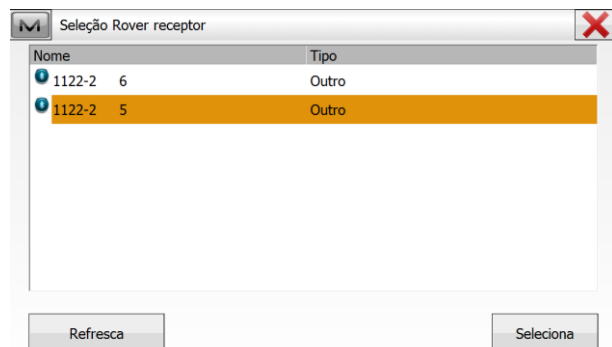 Seleção Rover receptor
Nome Tipo
1122-2 6 Outro
1122-2 5 Outro
Refresca Seleciona